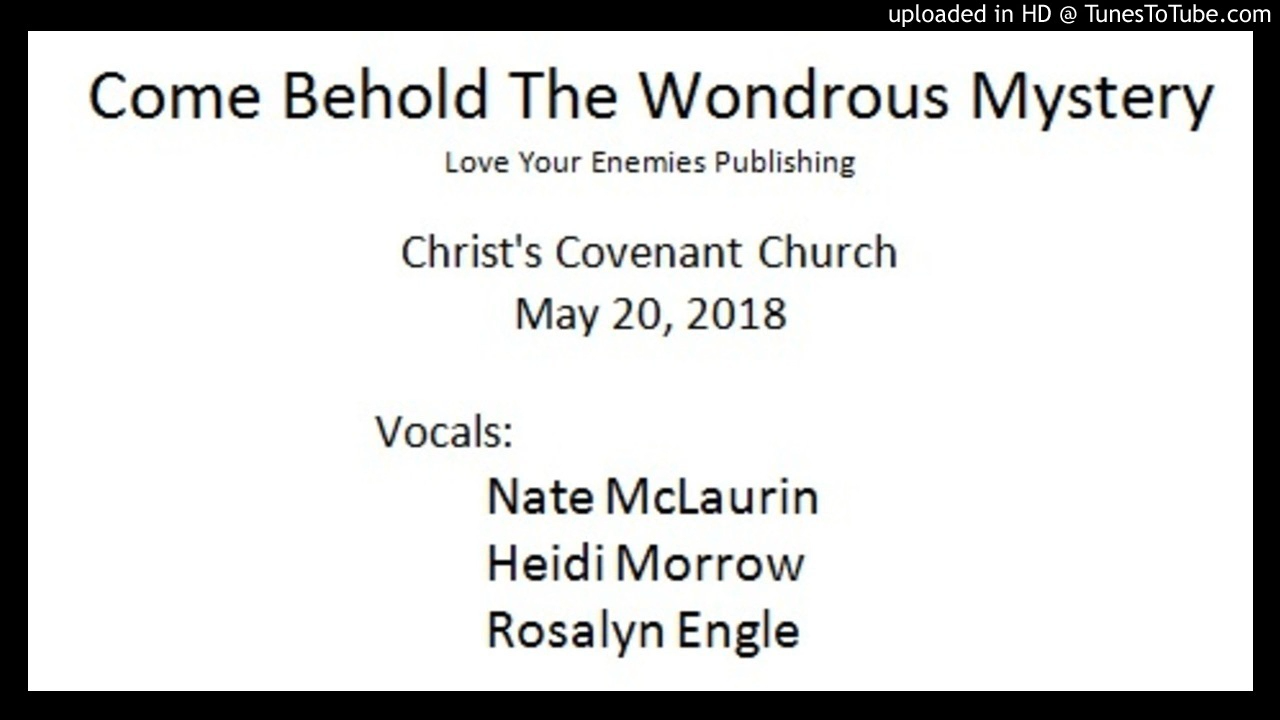 uploaded in HD @ TunesToTube.com
Come Behold The Wondrous Mystery
Love Your Enemies Publishing
Christ's Covenant Church
May 20, 2018
Vocals:
Nate McLaurin
Heidi Morrow
Rosalyn Engle